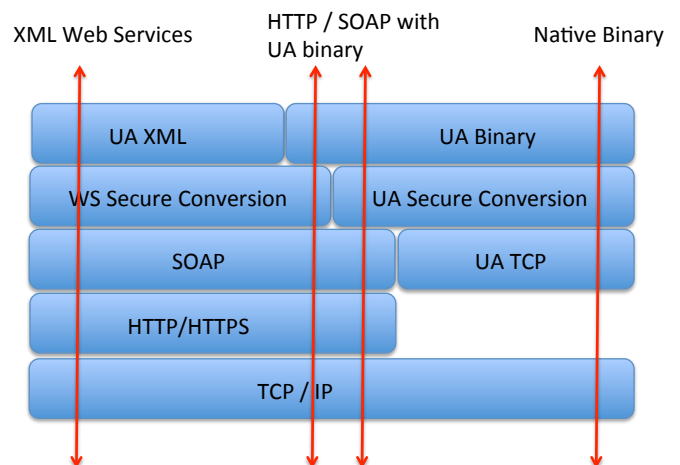 XML Web Services
HTTP / SOAP with
UA binary
Native Binary
UA XML
UA Binary
WS Secure Conversion
UA Secure Conversion
SOAP
UA TCP
HTTP/HTTPS
TCP / IP